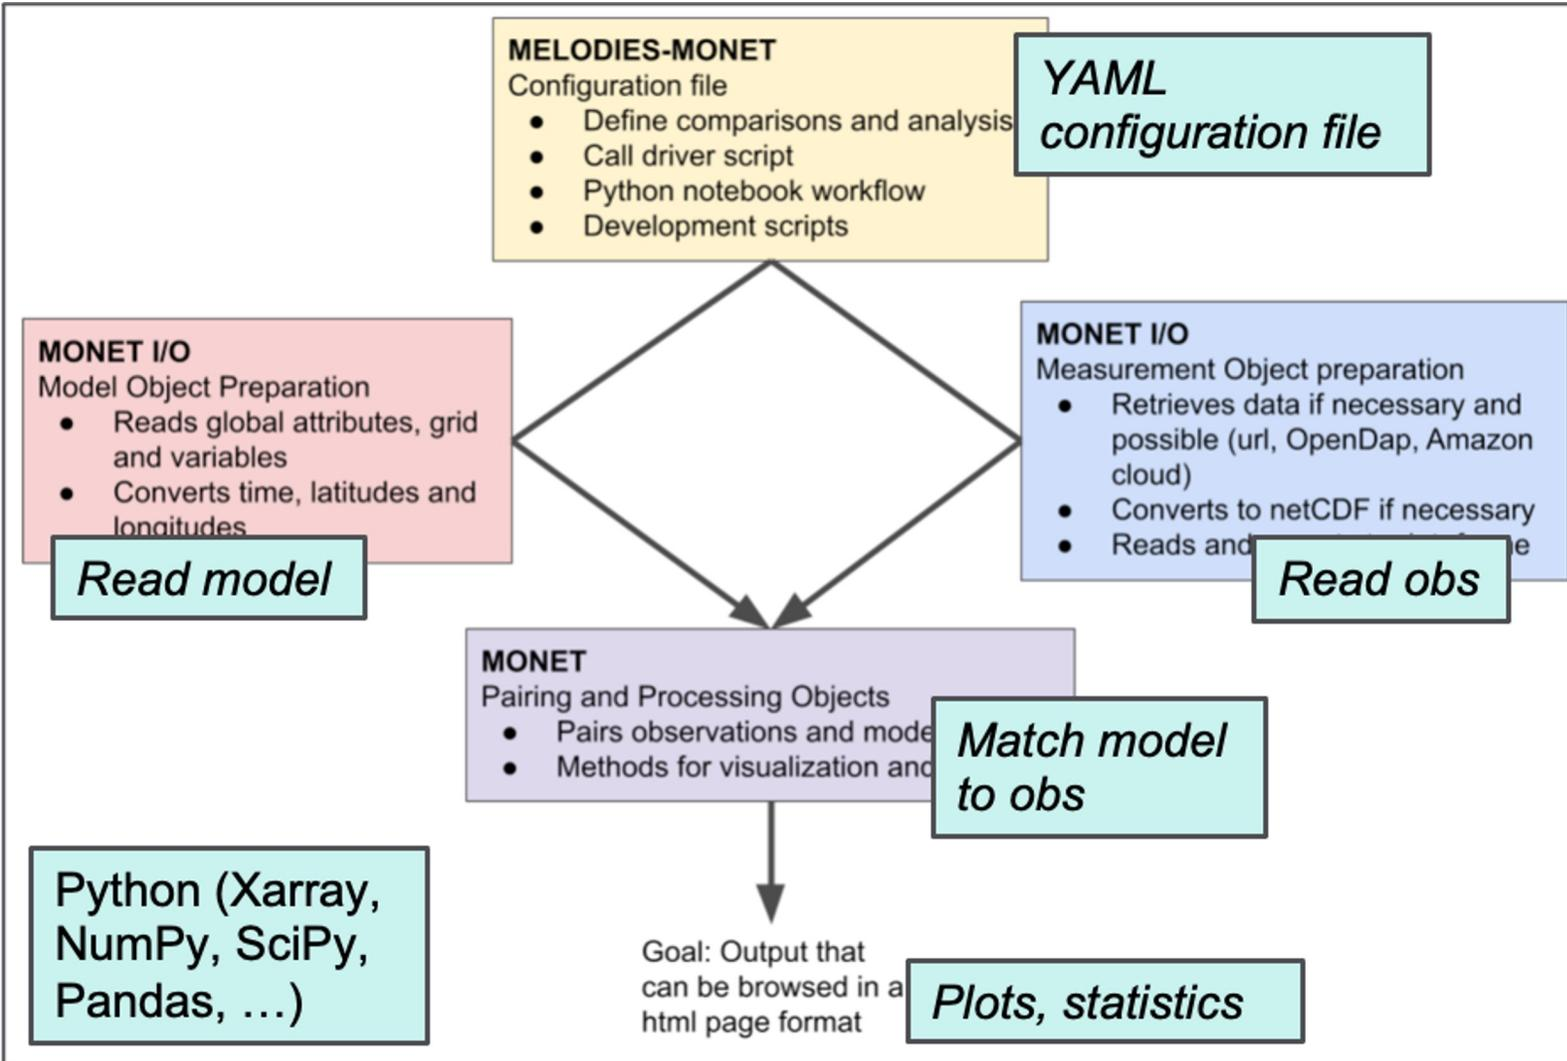 MELODIES-MONET
Configuration file
● Define comparisons and analysis
● Call driver script
● Python notebook workflow
● Development scripts
YAML
configuration file
MONET I/O
Model Object Preparation
● Reads global attributes, grid
and variables
● Converts time, latitudes and
longitudes
Read model
MONET I/O
Measurement Object preparation
● Retrieves data if necessary and
possible (url, OpenDap, Amazon
cloud)
● Converts to netCDF if necessary
● Reads and
Read obs
MONET
Pairing and Processing Objects
● Pairs observations and mode
● Methods for visualization and
Match model
to obs
Python (Xarray,
NumPy, SciPy,
Pandas, …)
Goal: Output that
can be browsed in a
html page format
Plots, statistics